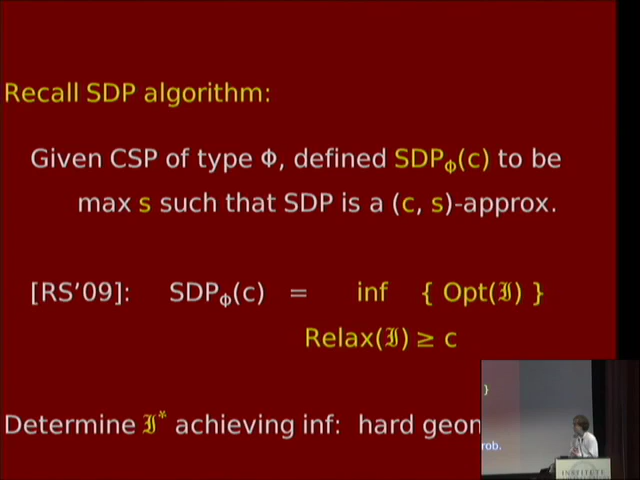 Recall SDP algorithm:
Given CSP of type Φ, defined SDP_Φ(c) to be
max s such that SDP is a (c, s)-approx.
[RS’09]: SDP_Φ(c) = inf { Opt(ℑ) }
Relax(ℑ) ≥ c
Determine ℑ* achieving inf: hard geom
}
rob.
INSTITUTE